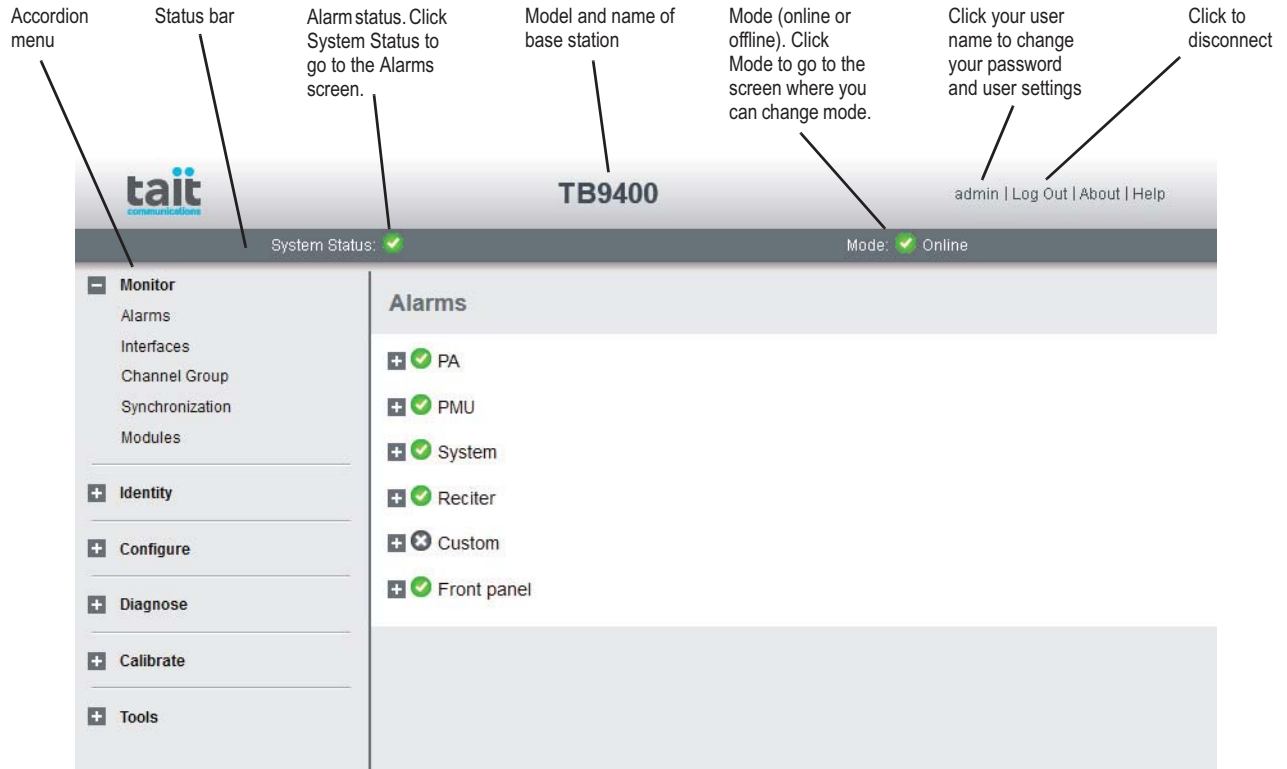 Accordion
menu
Status bar
Alarm status. Click
System Status to
go to the Alarms
screen.
Model and name of
base station
Mode (online or
offline). Click
Mode to go to the
screen where you
can change mode.
Click your user
name to change
your password
and user settings
Click to
disconnect
tait
communications
TB9400
admin | Log Out | About | Help
System Status:
Mode: Online
Monitor
Alarms
Interfaces
Channel Group
Synchronization
Modules
Identity
Configure
Diagnose
Calibrate
Tools
Alarms
PA
PMU
System
Reciter
Custom
Front panel